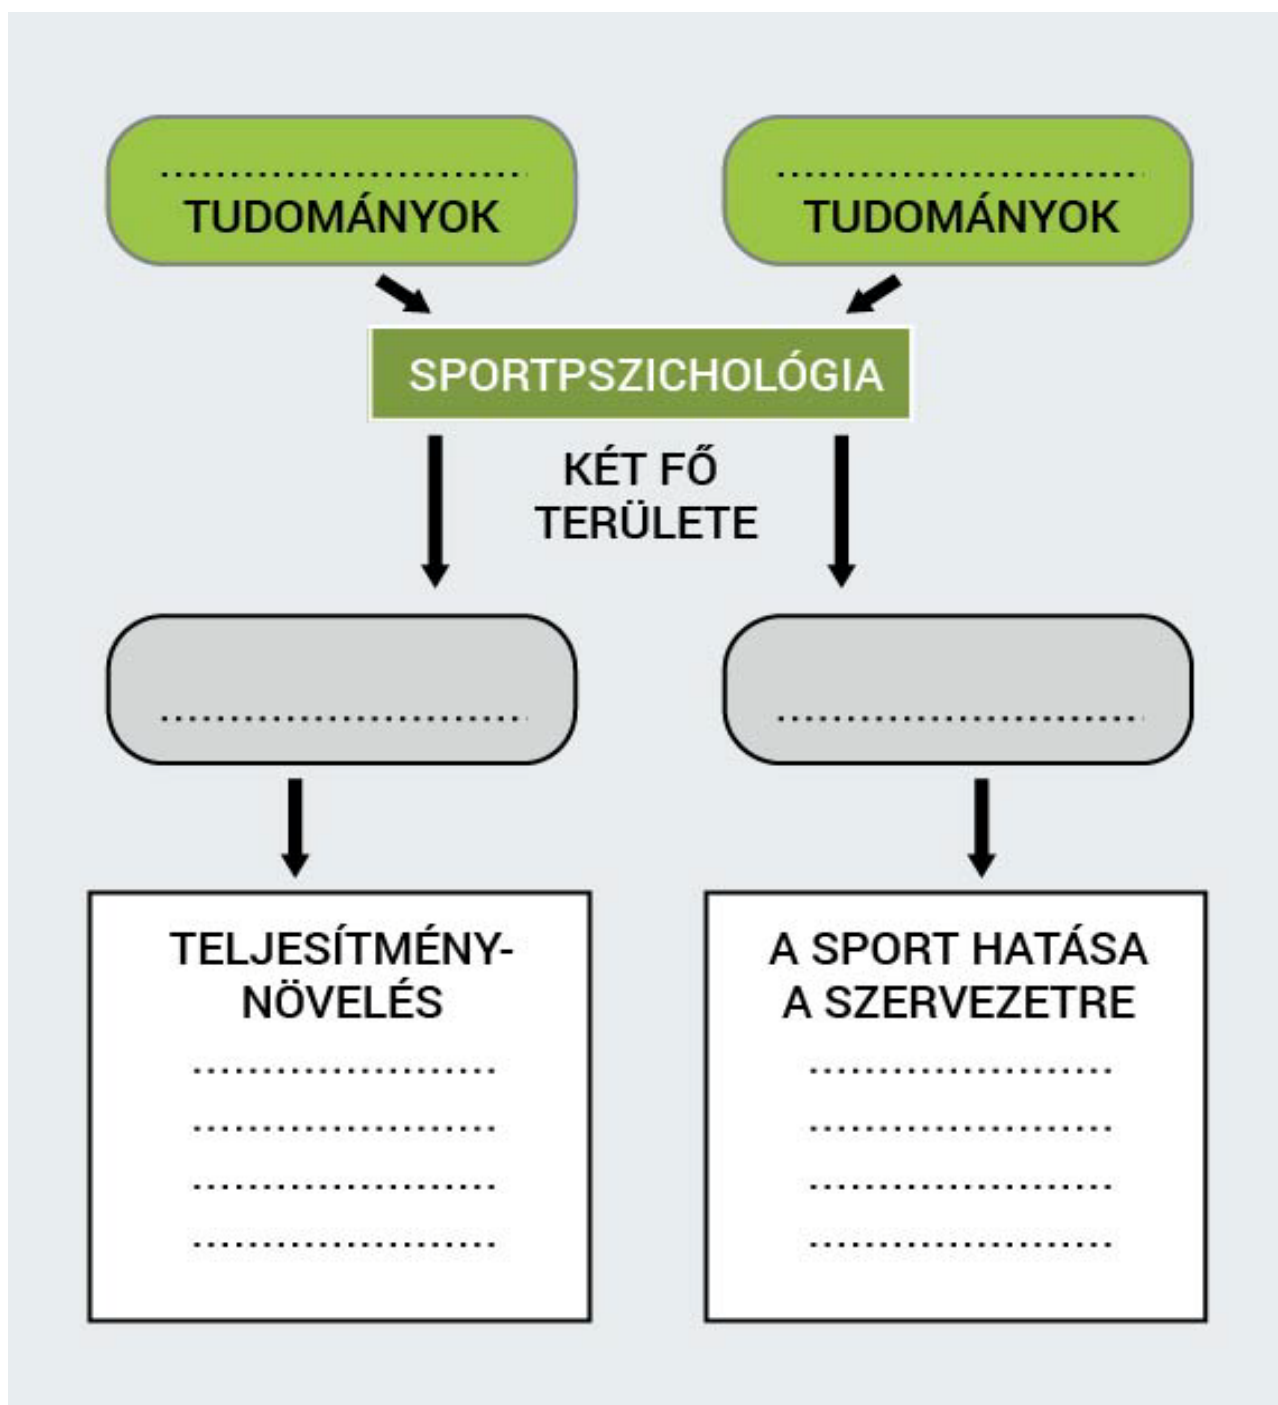 TUDOMÁNYOK
TUDOMÁNYOK
SPORTPSZICHOLÓGIA
KÉT FŐ
TERÜLETE
TELJESÍTMÉNY-
NÖVELÉS
A SPORT HATÁSA
A SZERVEZETRE